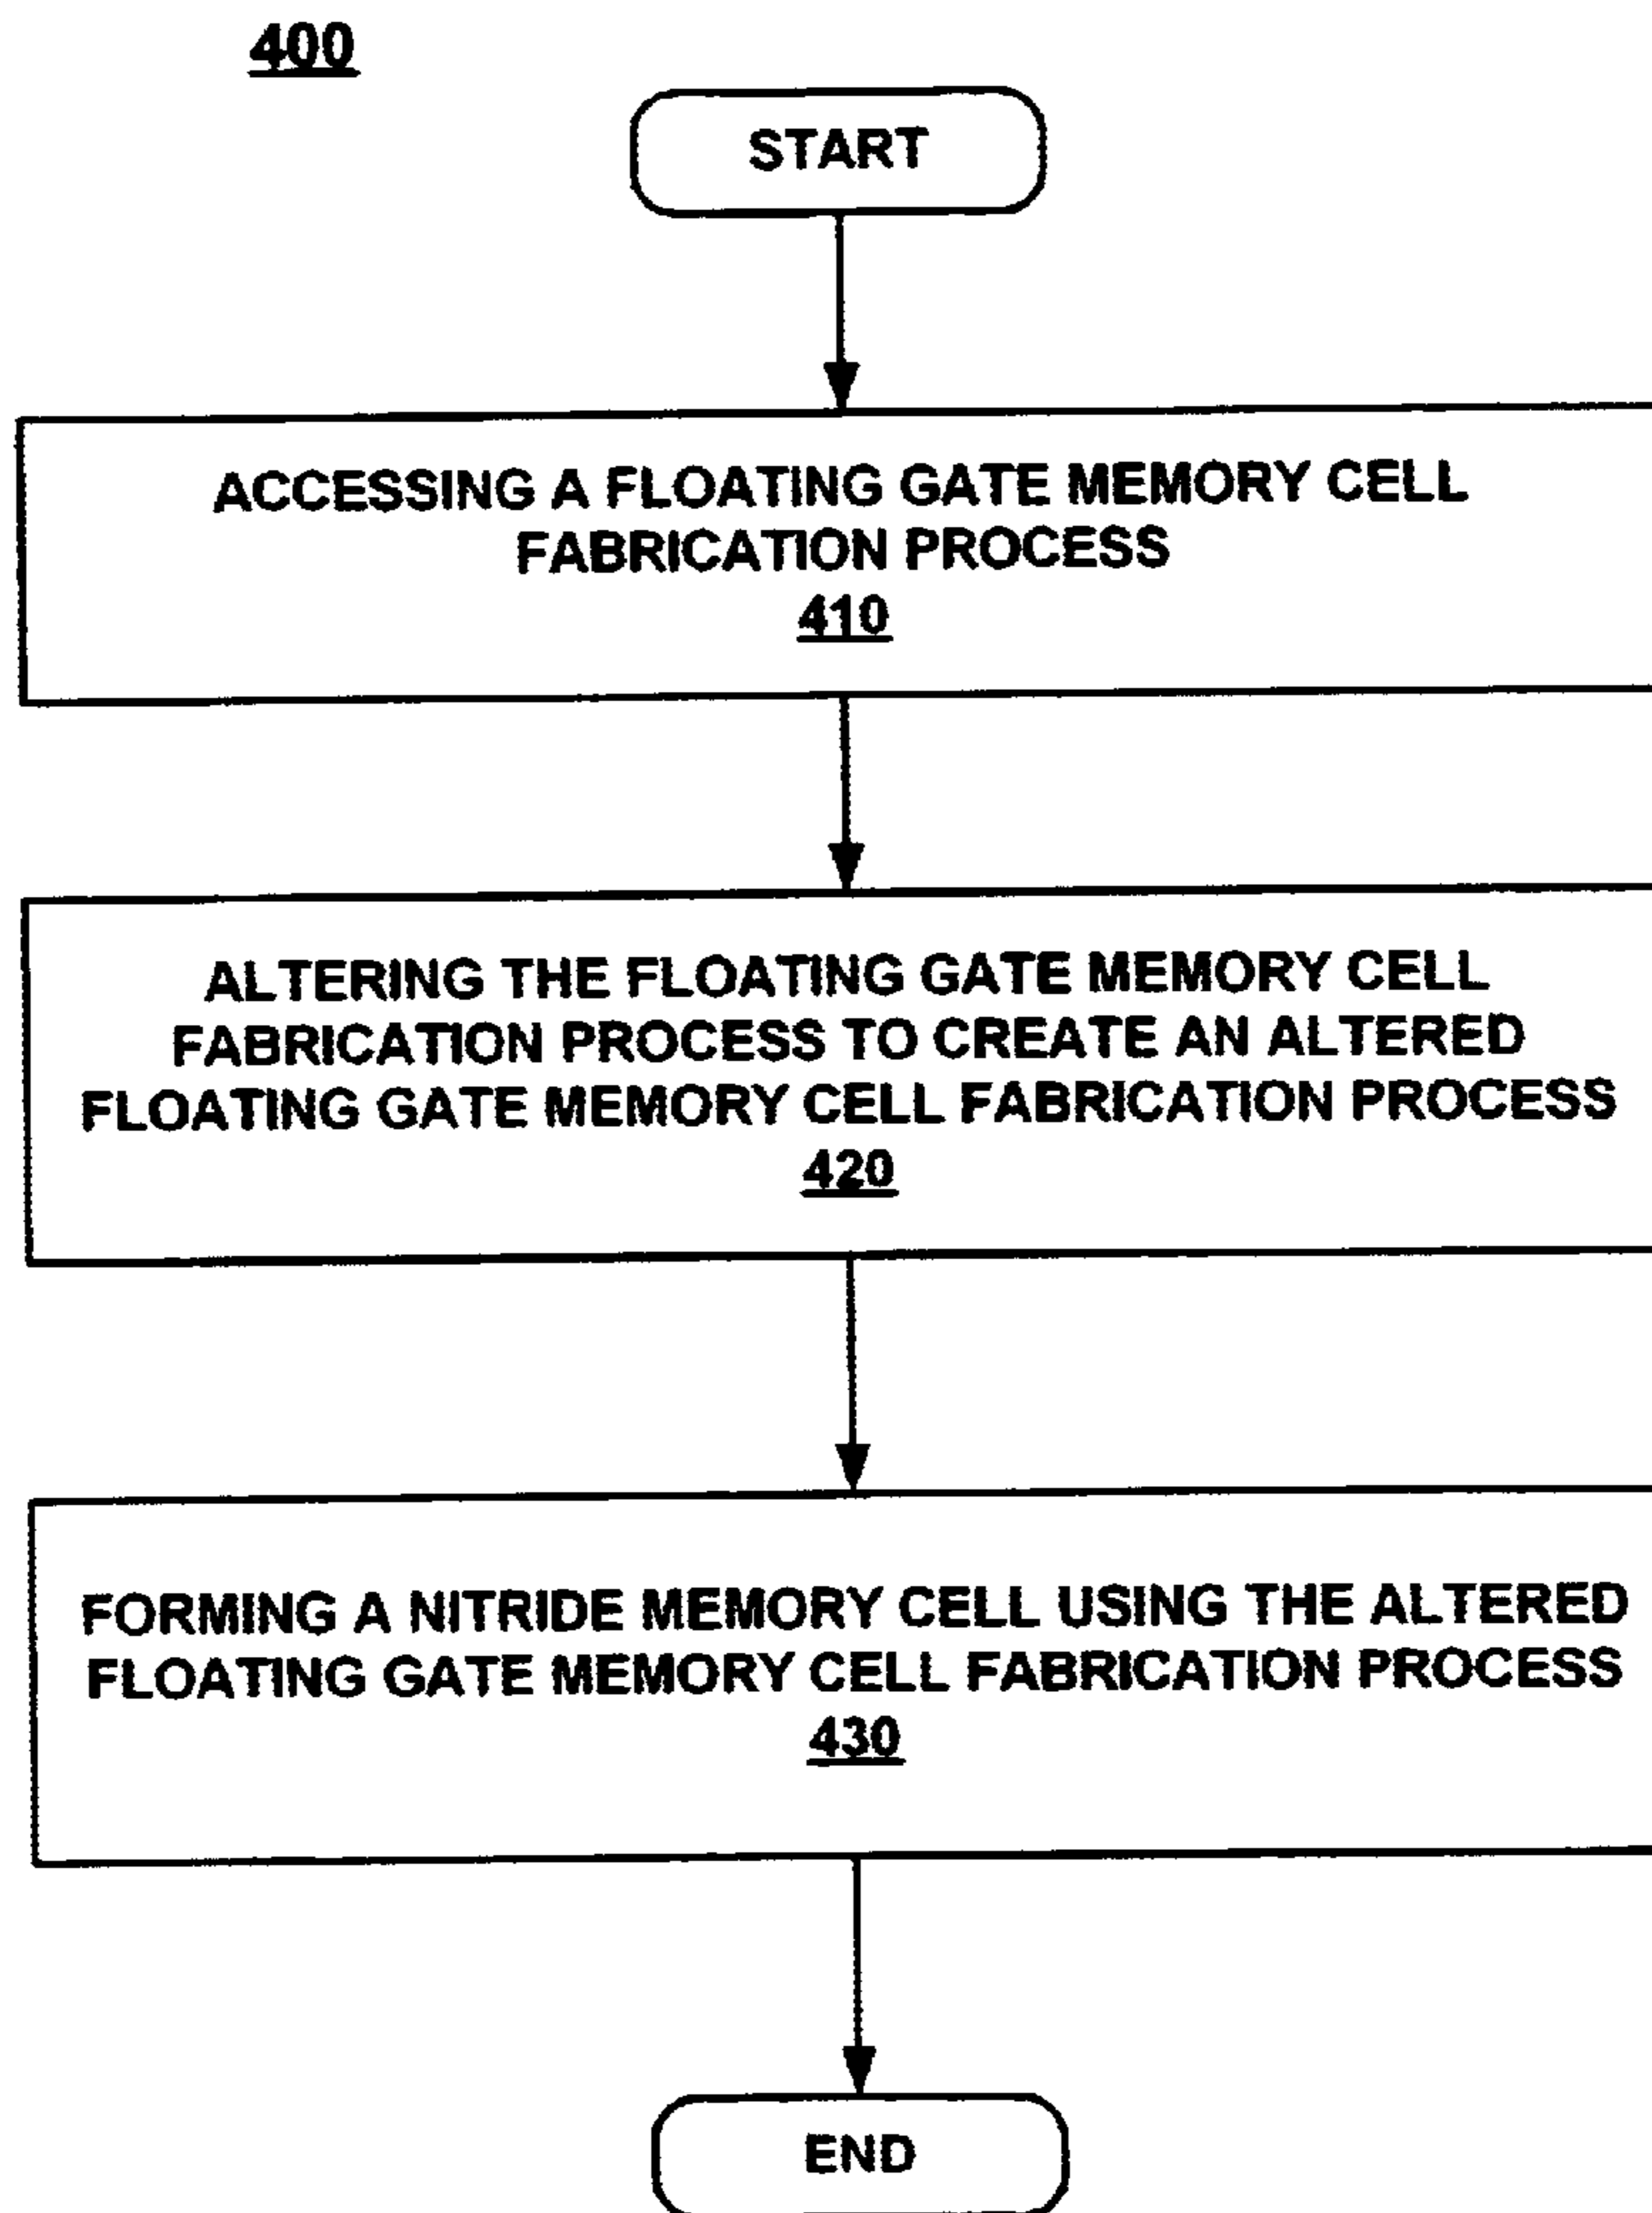 400
START
ACCESSING A FLOATING GATE MEMORY CELL
FABRICATION PROCESS
410
ALTERING THE FLOATING GATE MEMORY CELL
FABRICATION PROCESS TO CREATE AN ALTERED
FLOATING GATE MEMORY CELL FABRICATION PROCESS
420
FORMING A NITRIDE MEMORY CELL USING THE ALTERED
FLOATING GATE MEMORY CELL FABRICATION PROCESS
430
END